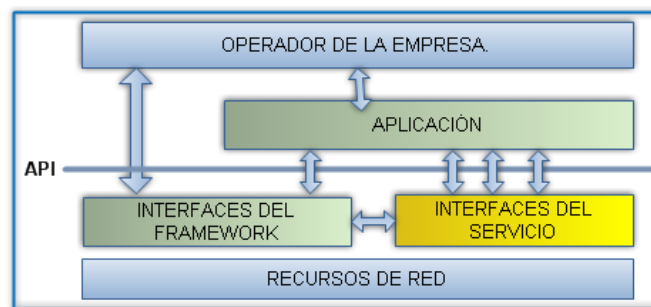 OPERADOR DE LA EMPRESA.
APLICACIÓN
API
INTERFACES DEL
FRAMEWORK
INTERFACES DEL
SERVICIO
RECURSOS DE RED